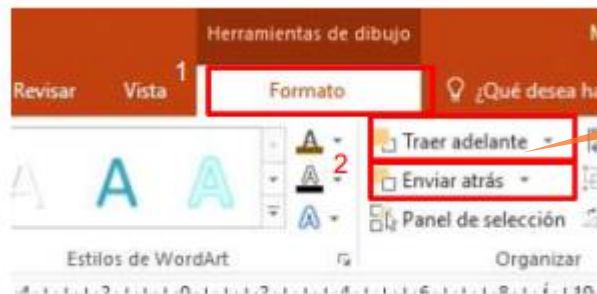 Herramientas de dibujo
Revisar Vista 1 Formato ¿Qué desea ha
A A A A 2 Traer adelante
A Enviar atrás
A Panel de selección
Estilos de WordArt Organizar